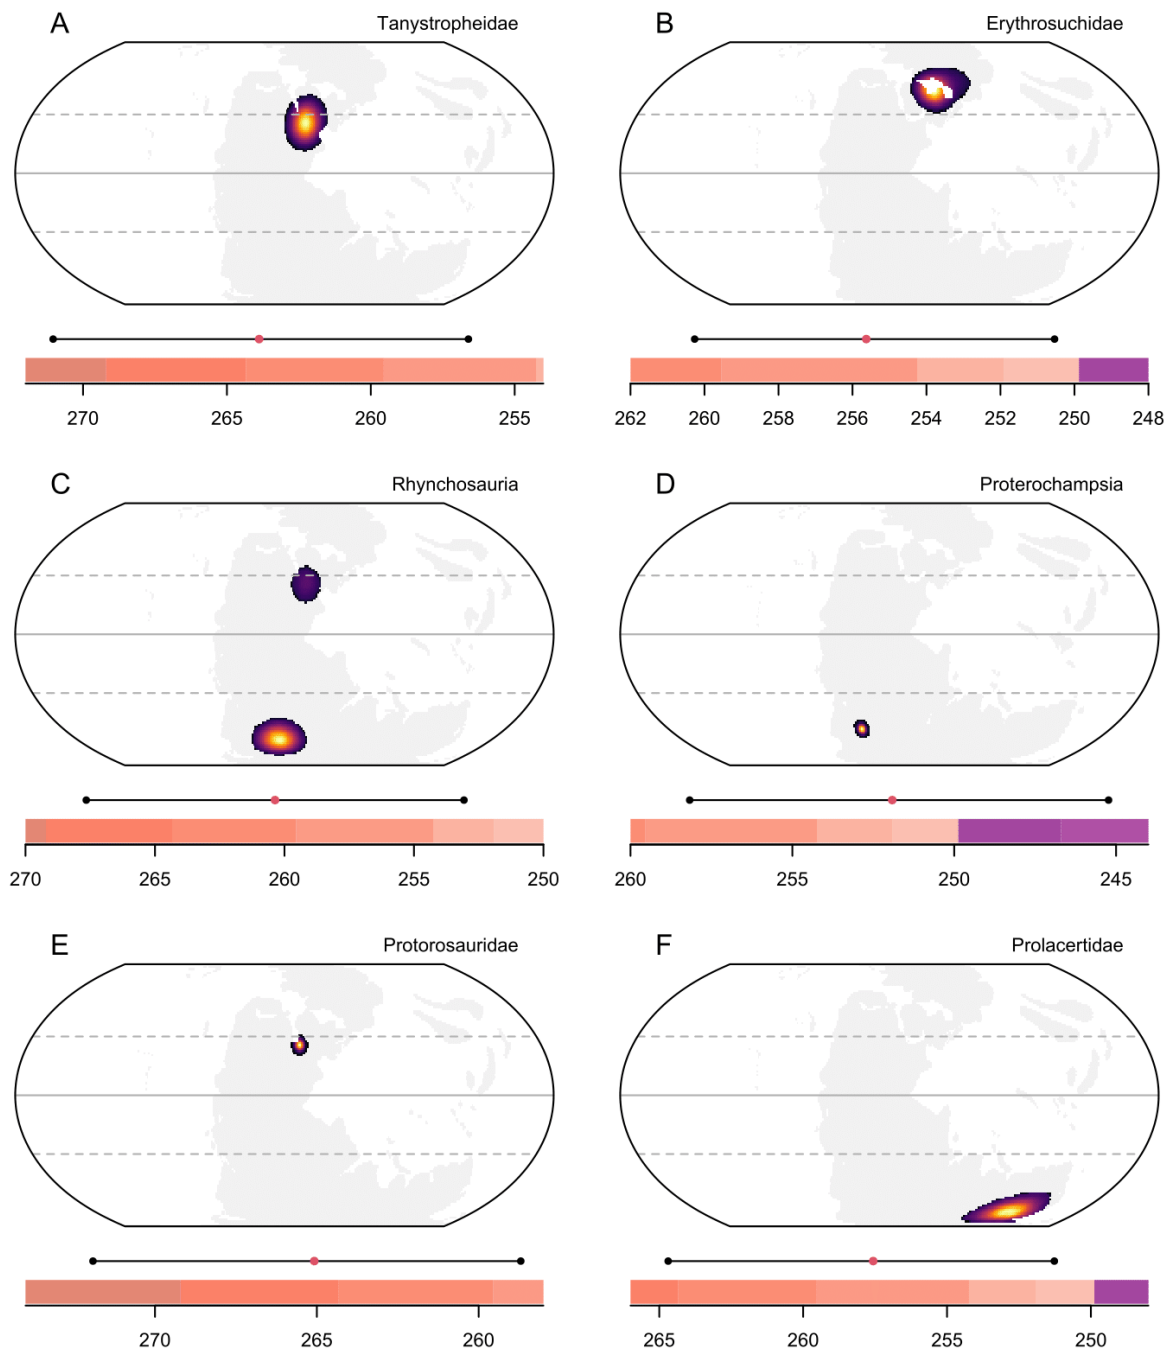 A Tanystropheidae
B Erythrosuchidae
270 265 260 255
262 260 258 256 254 252 250 248
C Rhynchosauria
D Proterochampsia
270 265 260 255 250
260 255 250 245
E Protorosauridae
F Prolacertidae
270 265 260
265 260 255 250